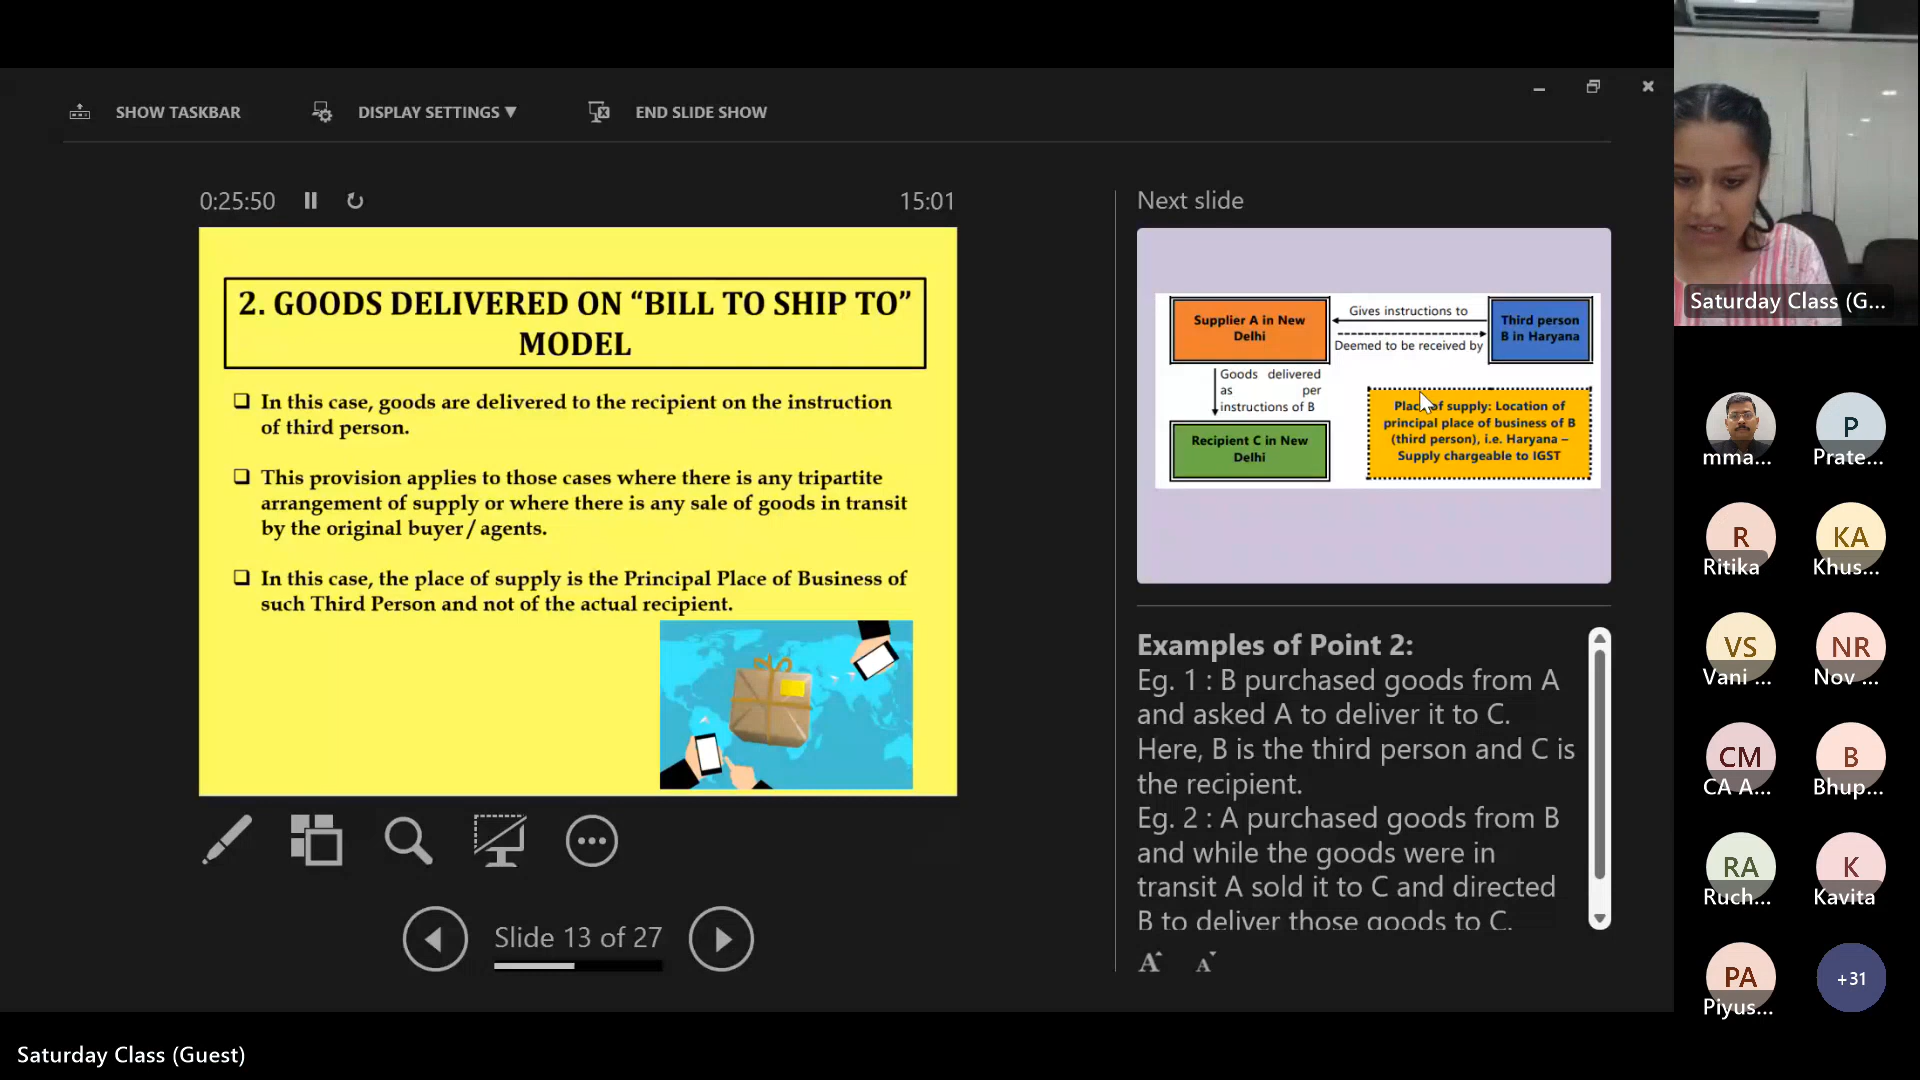 SHOW TASKBAR
DISPLAY SETTINGS ▼
END SLIDE SHOW
0:25:50
15:01
2. GOODS DELIVERED ON “BILL TO SHIP TO”
MODEL
❑ In this case, goods are delivered to the recipient on the instruction
of third person.
❑ This provision applies to those cases where there is any tripartite
arrangement of supply or where there is any sale of goods in transit
by the original buyer / agents.
❑ In this case, the place of supply is the Principal Place of Business of
such Third Person and not of the actual recipient.
Slide 13 of 27
Next slide
Supplier A in New
Delhi
Gives instructions to
Deemed to be received by
Third person
B in Haryana
Goods delivered
as per
instructions of B
Recipient C in New
Delhi
Place of supply: Location of
principal place of business of B
(third person), i.e. Haryana –
Supply chargeable to IGST
Examples of Point 2:
Eg. 1 : B purchased goods from A
and asked A to deliver it to C.
Here, B is the third person and C is
the recipient.
Eg. 2 : A purchased goods from B
and while the goods were in
transit A sold it to C and directed
B to deliver those goods to C.
A A
Saturday Class (G...
mma...
P
Prate...
R
Ritika
KA
Khus...
VS
Vani ...
NR
Nov ...
CM
CA A...
B
Bhup...
RA
Ruch...
K
Kavita
PA
Piyus...
+31
Saturday Class (Guest)